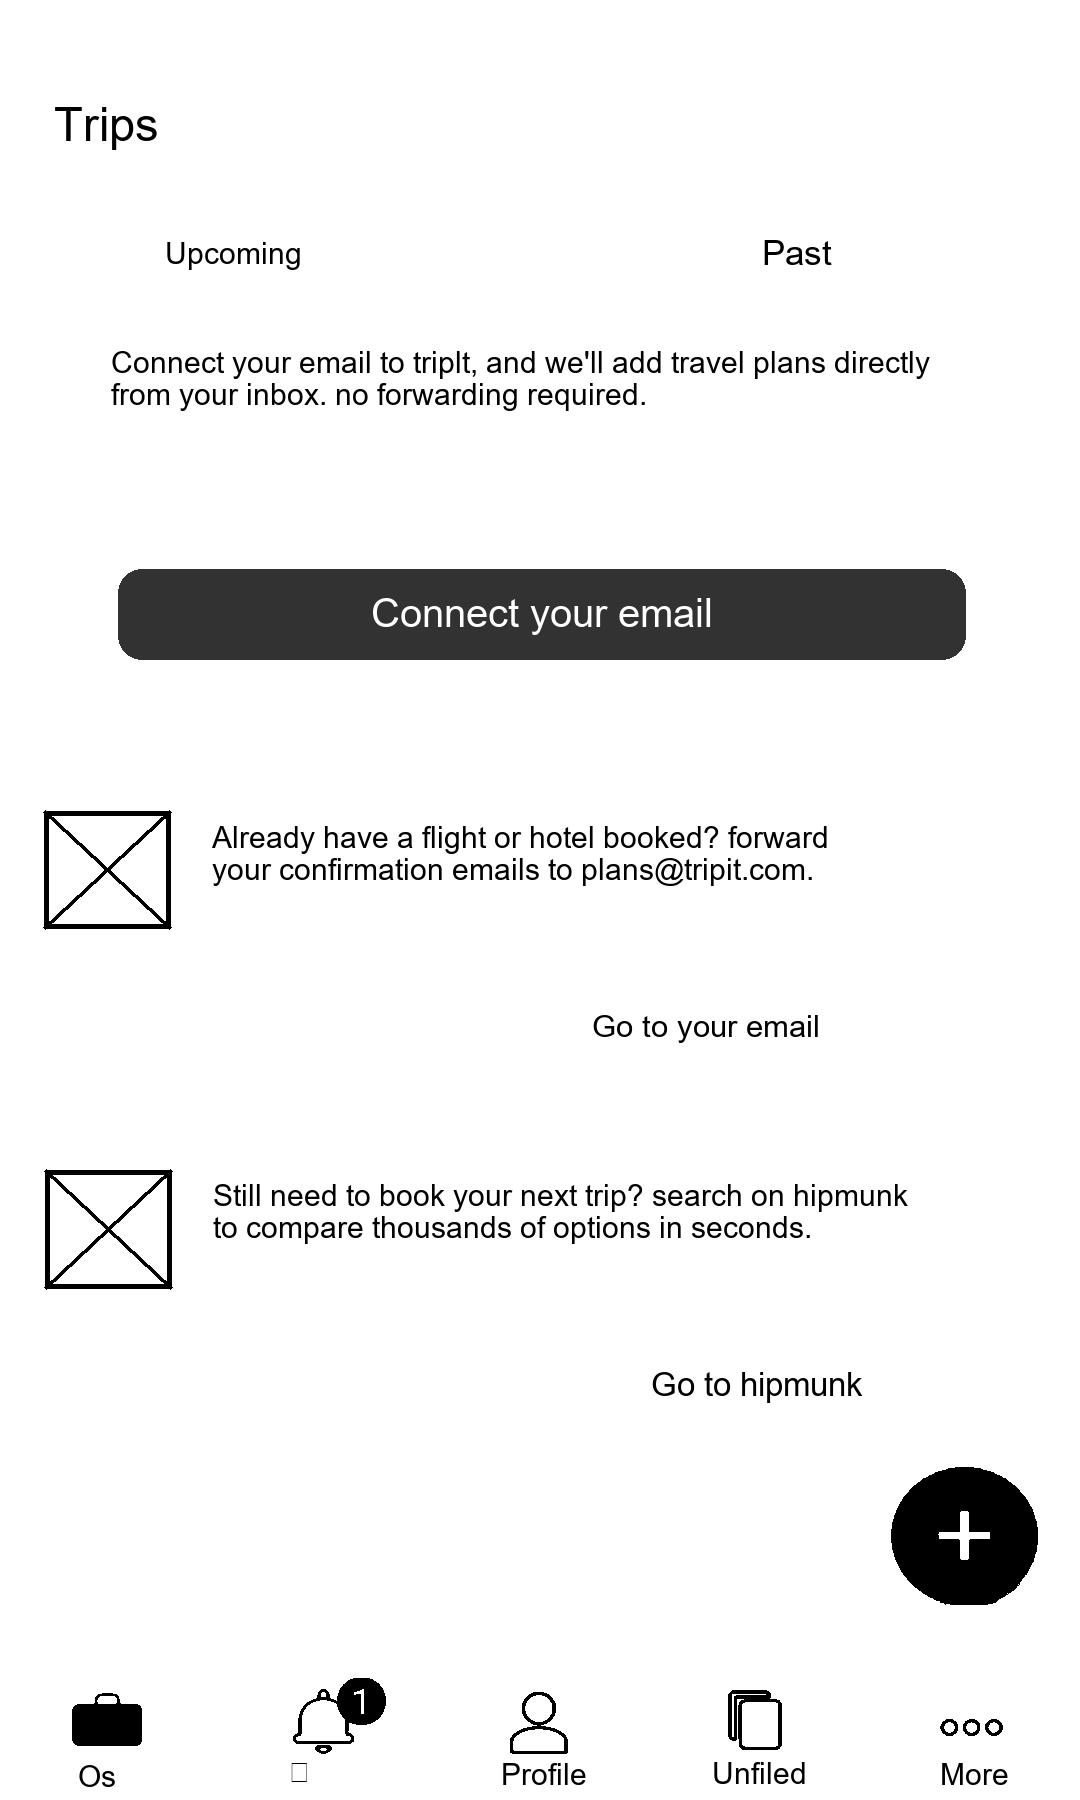 Trips
Upcoming
Past
Connect your email to triplt, and we'll add travel plans directly
from your inbox. no forwarding required.
Connect your email
Already have a flight or hotel booked? forward
your confirmation emails to plans@tripit.com.
Go to your email
Still need to book your next trip? search on hipmunk
to compare thousands of options in seconds.
Go to hipmunk
1
Os
Profile
Unfiled
More